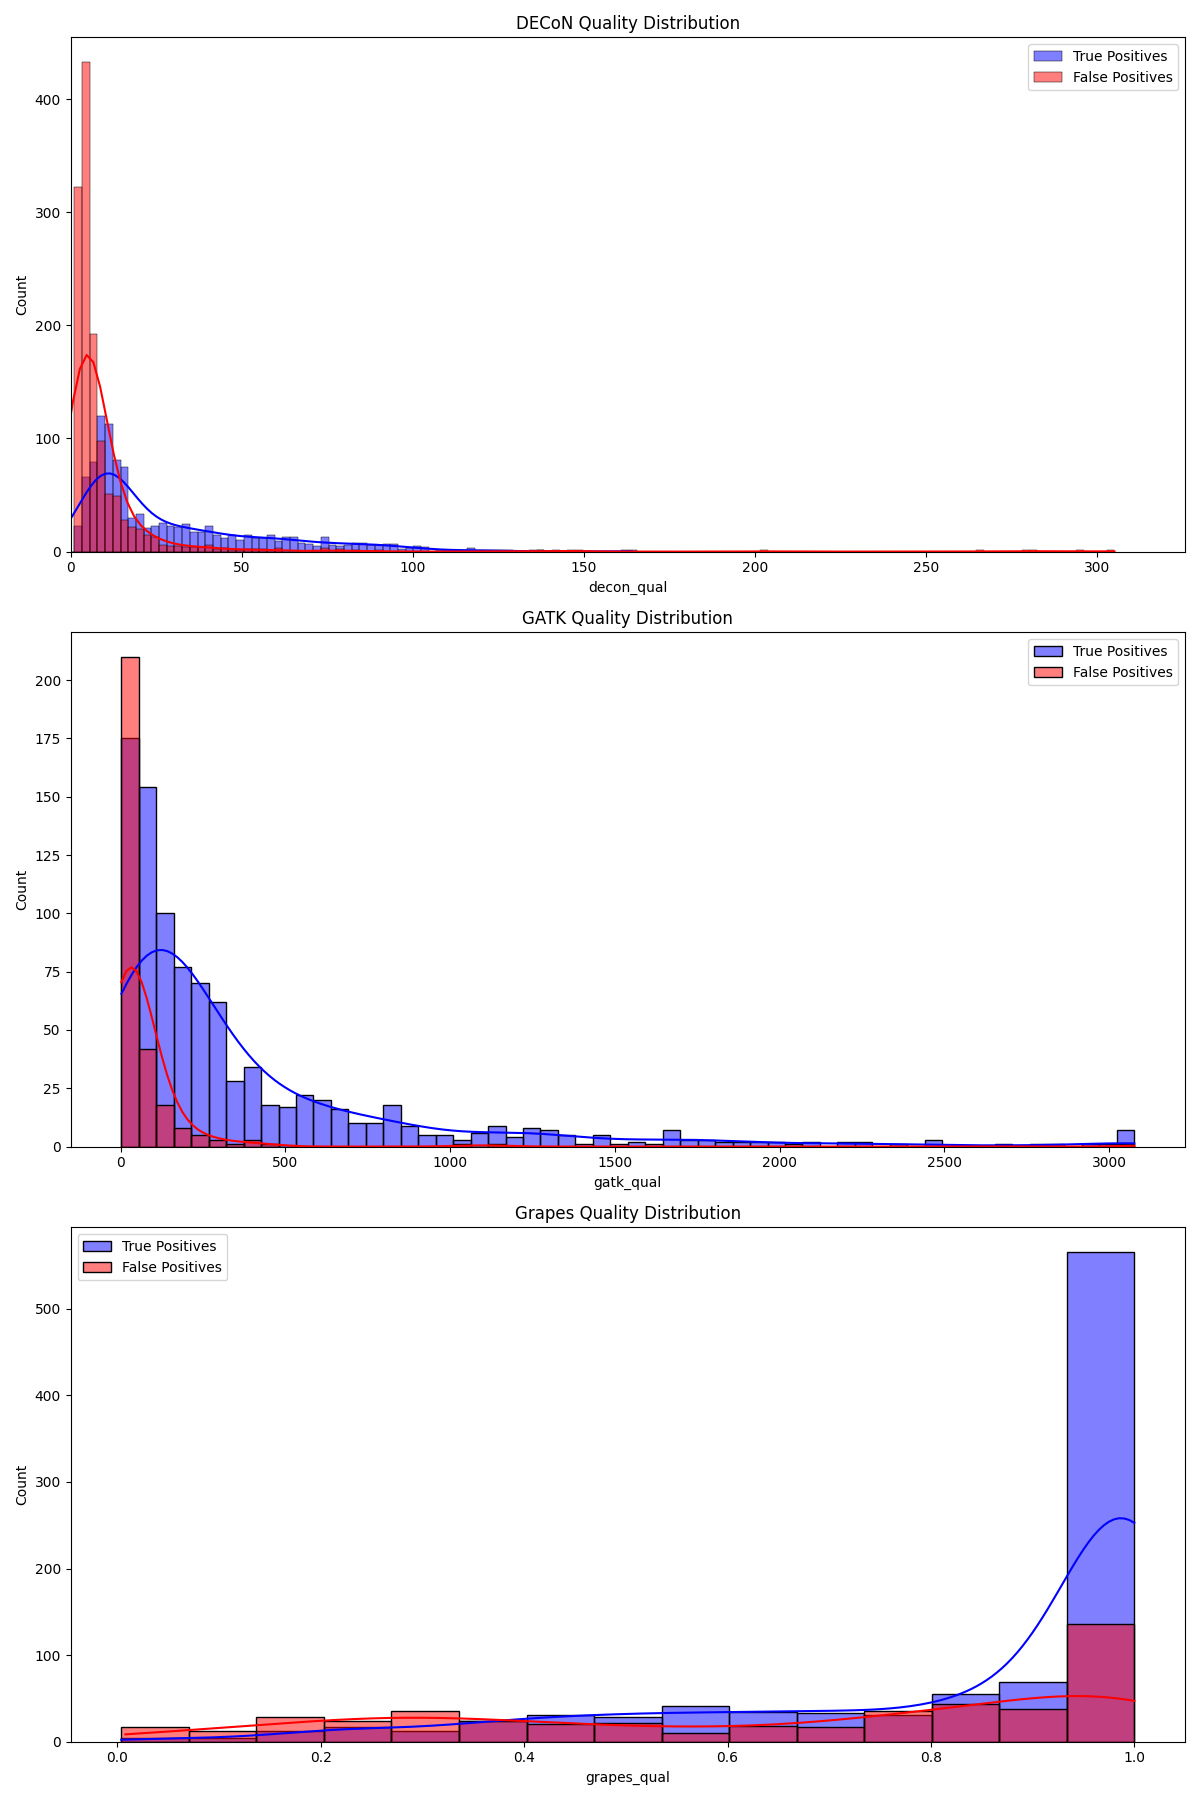 DECoN Quality Distribution
True Positives
False Positives
Count
400
300
200
100
0
0 50 100 150 200 250 300
decon_qual
GATK Quality Distribution
True Positives
False Positives
Count
200
175
150
125
100
75
50
25
0
0 500 1000 1500 2000 2500 3000
gatk_qual
Grapes Quality Distribution
True Positives
False Positives
Count
500
400
300
200
100
0
0.0 0.2 0.4 0.6 0.8 1.0
grapes_qual